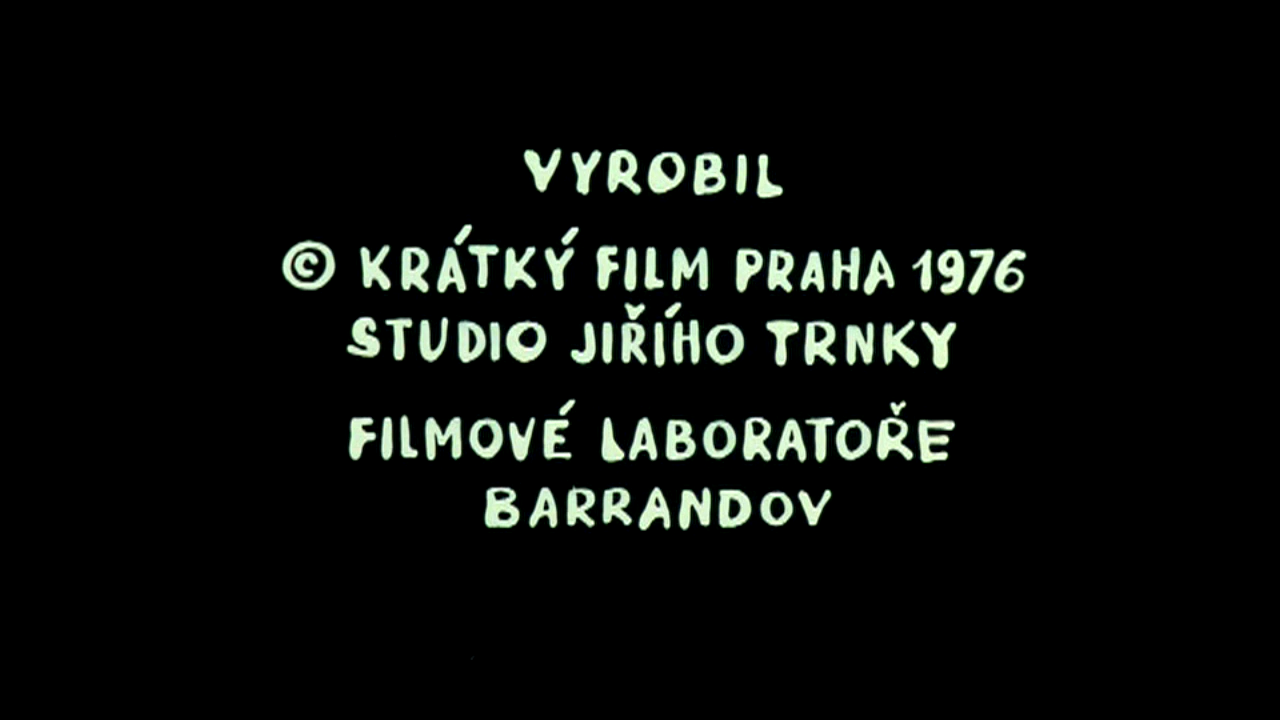 VYROBIL
© KRÁTKÝ FILM PRAHA 1976
STUDIO JIŘÍHO TRNKY
FILMOVÉ LABORATOŘE
BARRANDOV